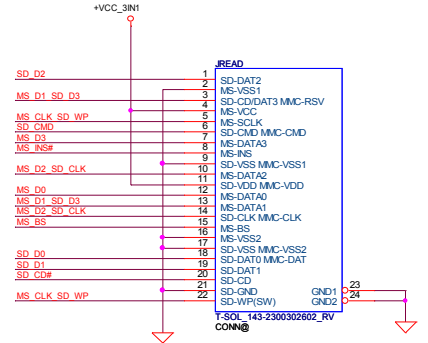 +VCC_3IN1
JREAD
SD_D2 1 SD-DAT2
2 MS-VSS1
MS_D1_SD_D3 3 SD-CD/DAT3 MMC-RSV
4 MS-VCC
MS_CLK_SD_WP 5 MS-SCLK
SD_CMD 6 SD-CMD MMC-CMD
MS_D3 7 MS-DATA3
MS_INS# 8 MS-INS
9 SD-VSS MMC-VSS1
MS_D2_SD_CLK 10 MS-DATA2
11 SD-VDD MMC-VDD
MS_D0 12 MS-DATA0
MS_D1_SD_D3 13 MS-DATA1
MS_D2_SD_CLK 14 SD-CLK MMC-CLK
MS_BS 15 MS-BS
16 MS-VSS2
17 SD-VSS MMC-VSS2
SD_D0 18 SD-DAT0 MMC-DAT
SD_D1 19 SD-DAT1
SD_CD# 20 SD-CD
21 SD-GND GND1 23
MS_CLK_SD_WP 22 SD-WP(SW) GND2 24
T-SOL_143-2300302602_RV
CONN@